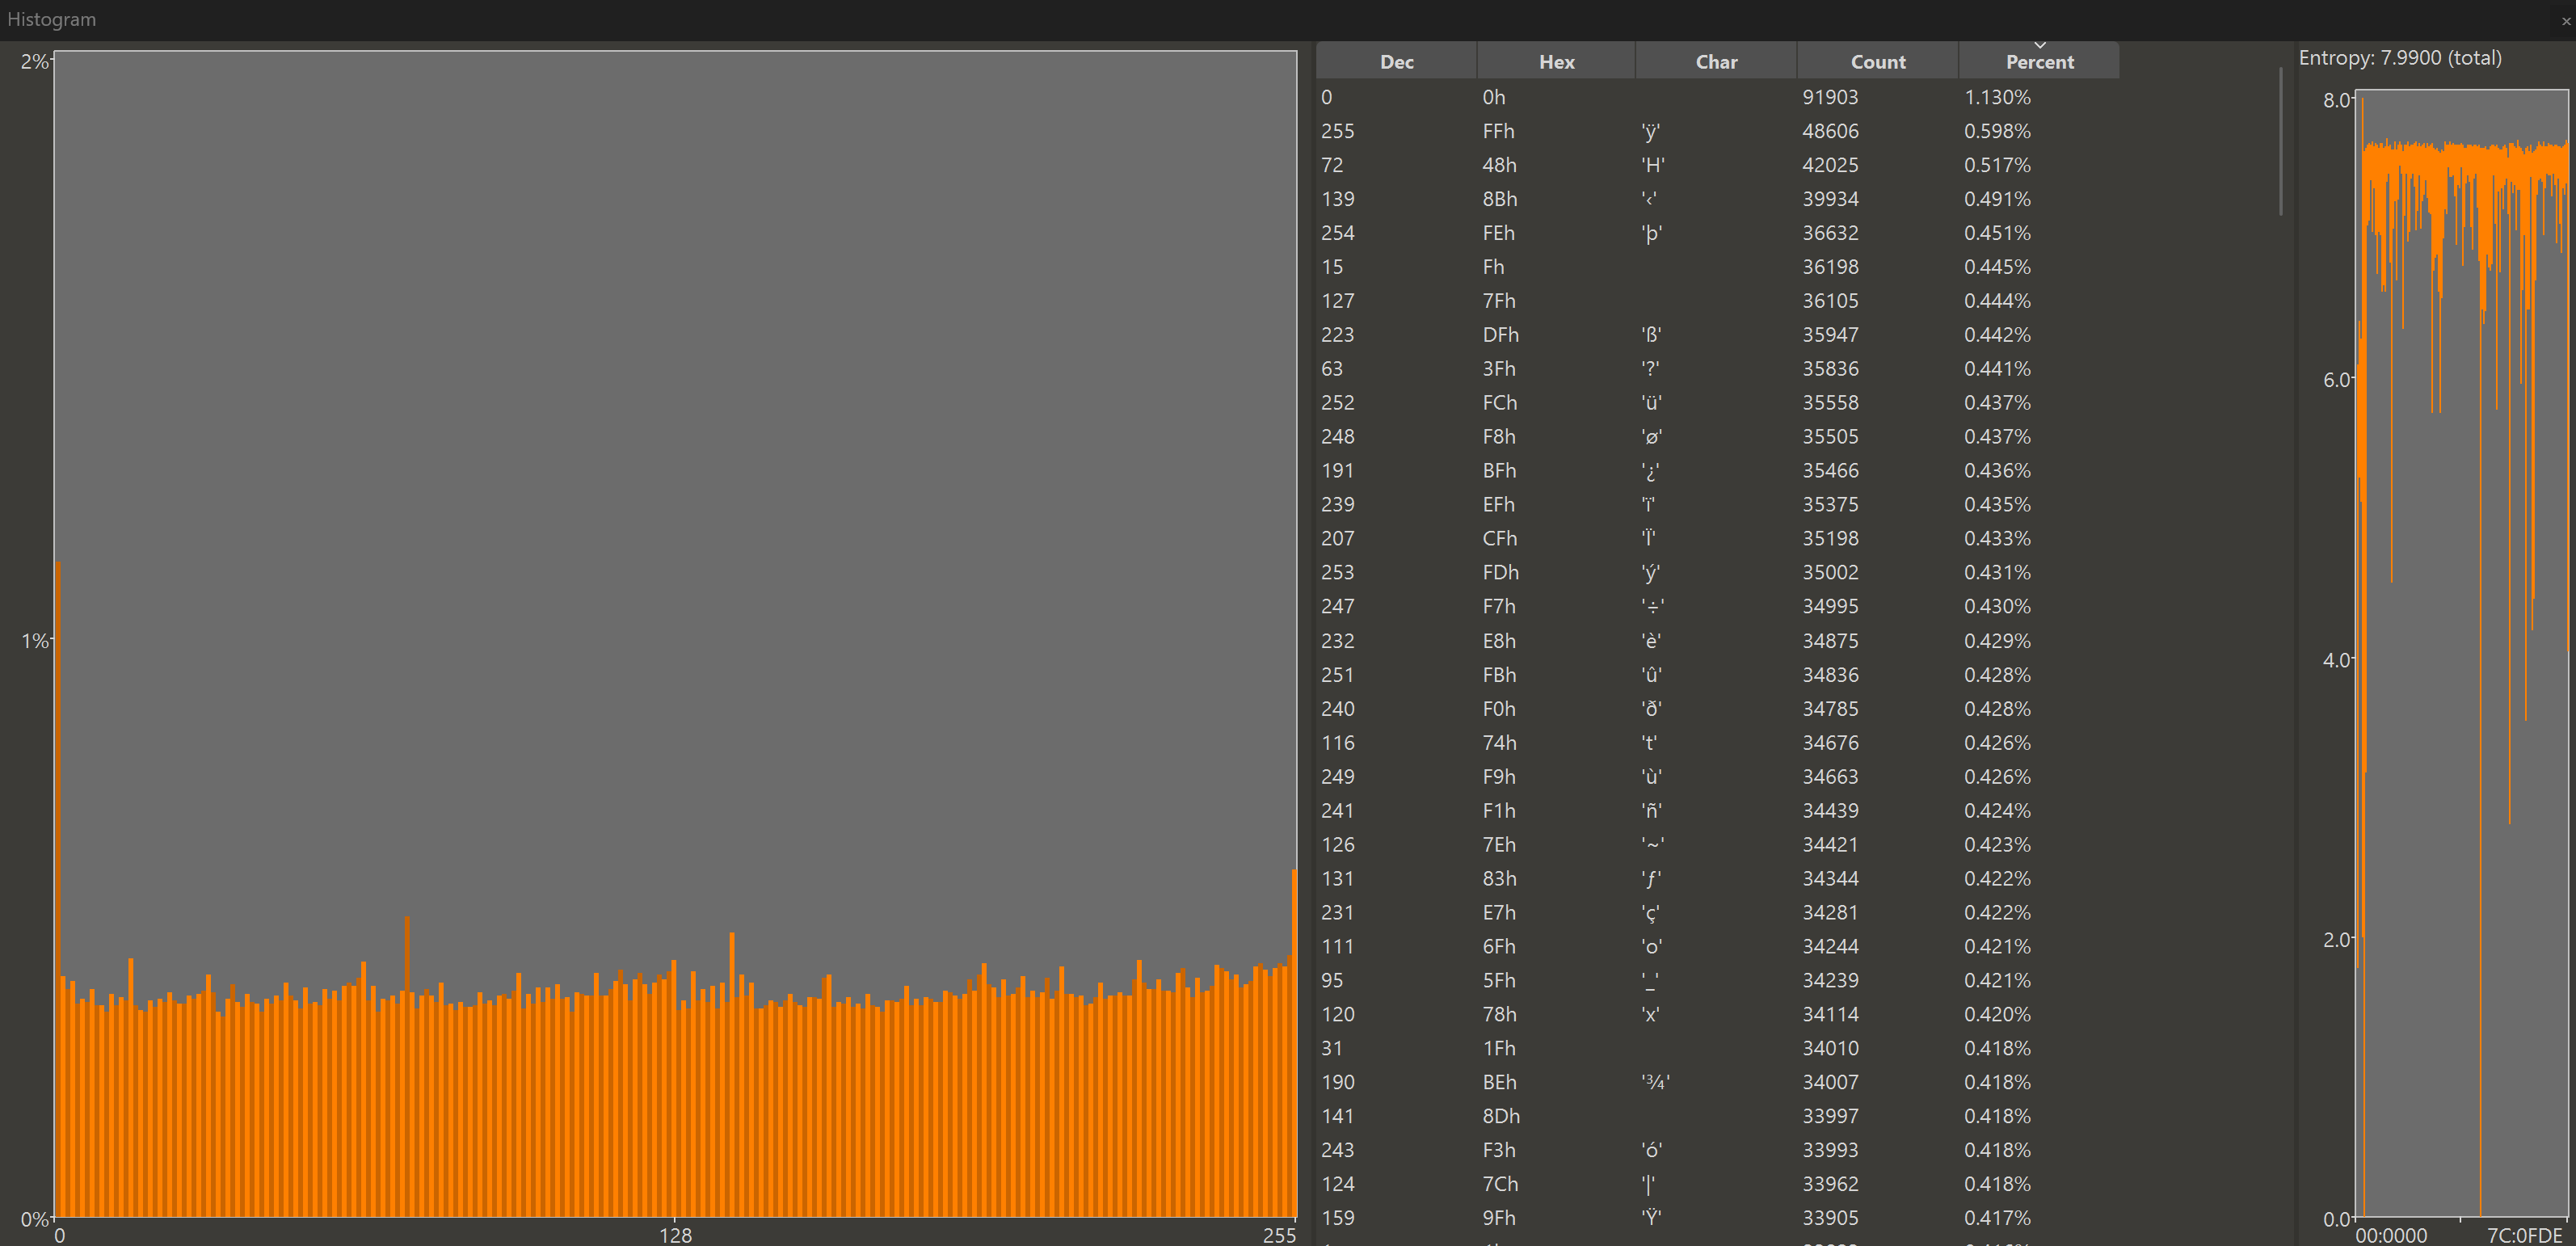 Histogram
2%
1%
0%
0 128 255
Dec Hex Char Count Percent
0 0h 91903 1.130%
255 FFh 'ÿ' 48606 0.598%
72 48h 'H' 42025 0.517%
139 8Bh '‹' 39934 0.491%
254 FEh 'þ' 36632 0.451%
15 Fh 36198 0.445%
127 7Fh 36105 0.444%
223 DFh 'ß' 35947 0.442%
63 3Fh '?' 35836 0.441%
252 FCh 'ü' 35558 0.437%
248 F8h 'ø' 35505 0.437%
191 BFh '¿' 35466 0.436%
239 EFh 'ï' 35375 0.435%
207 CFh 'Ï' 35198 0.433%
253 FDh 'ý' 35002 0.431%
247 F7h '÷' 34995 0.430%
232 E8h 'è' 34875 0.429%
251 FBh 'û' 34836 0.428%
240 F0h 'ð' 34785 0.428%
116 74h 't' 34676 0.426%
249 F9h 'ù' 34663 0.426%
241 F1h 'ñ' 34439 0.424%
126 7Eh '~' 34421 0.423%
131 83h 'ƒ' 34344 0.422%
231 E7h 'ç' 34281 0.422%
111 6Fh 'o' 34244 0.421%
95 5Fh '_' 34239 0.421%
120 78h 'x' 34114 0.420%
31 1Fh 34010 0.418%
190 BEh '¾' 34007 0.418%
141 8Dh 33997 0.418%
243 F3h 'ó' 33993 0.418%
124 7Ch '|' 33962 0.418%
159 9Fh 'Ÿ' 33905 0.417%
Entropy: 7.9900 (total)
8.0
6.0
4.0
2.0
0.0
00:0000 7C:0FDE